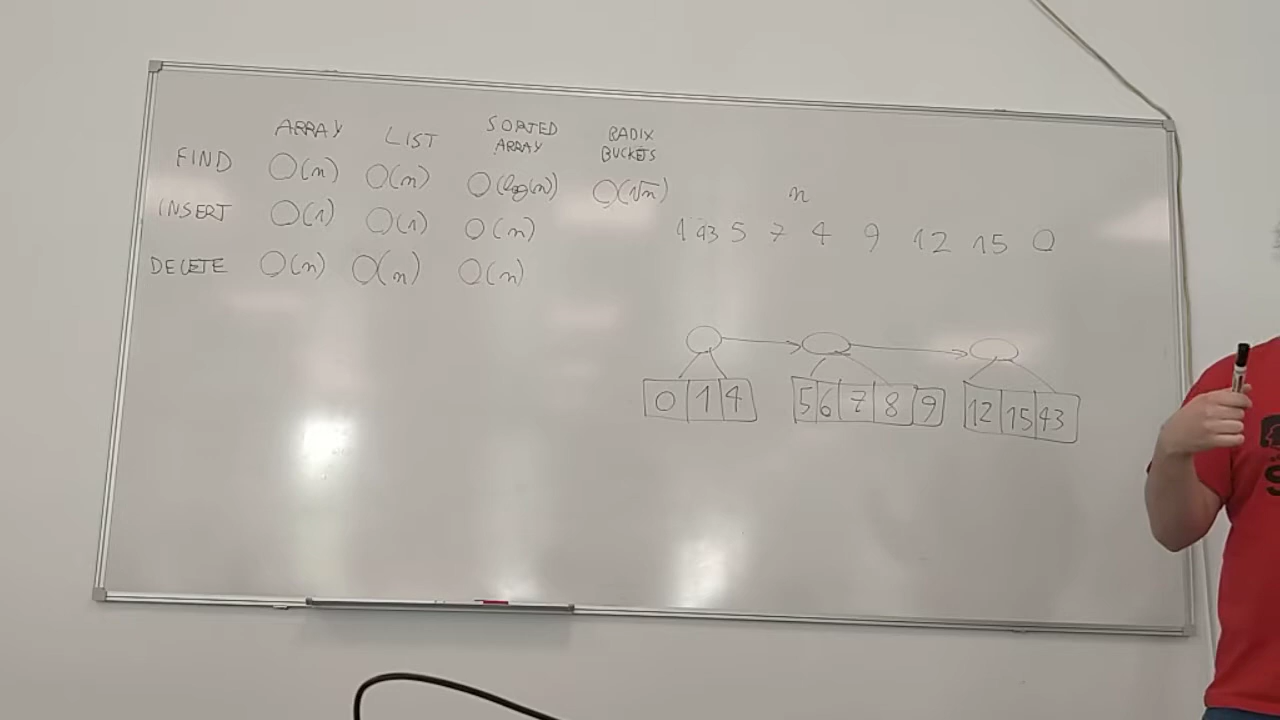 ARRAY LIST SORTED ARRAY RADIX BUCKETS
FIND O(n) O(n) O(log(n)) O(√n)
INSERT O(1) O(1) O(n)
DELETE O(n) O(n) O(n)
n
1 43 5 7 4 9 12 15 0
0 1 4 5 6 7 8 9 12 15 43